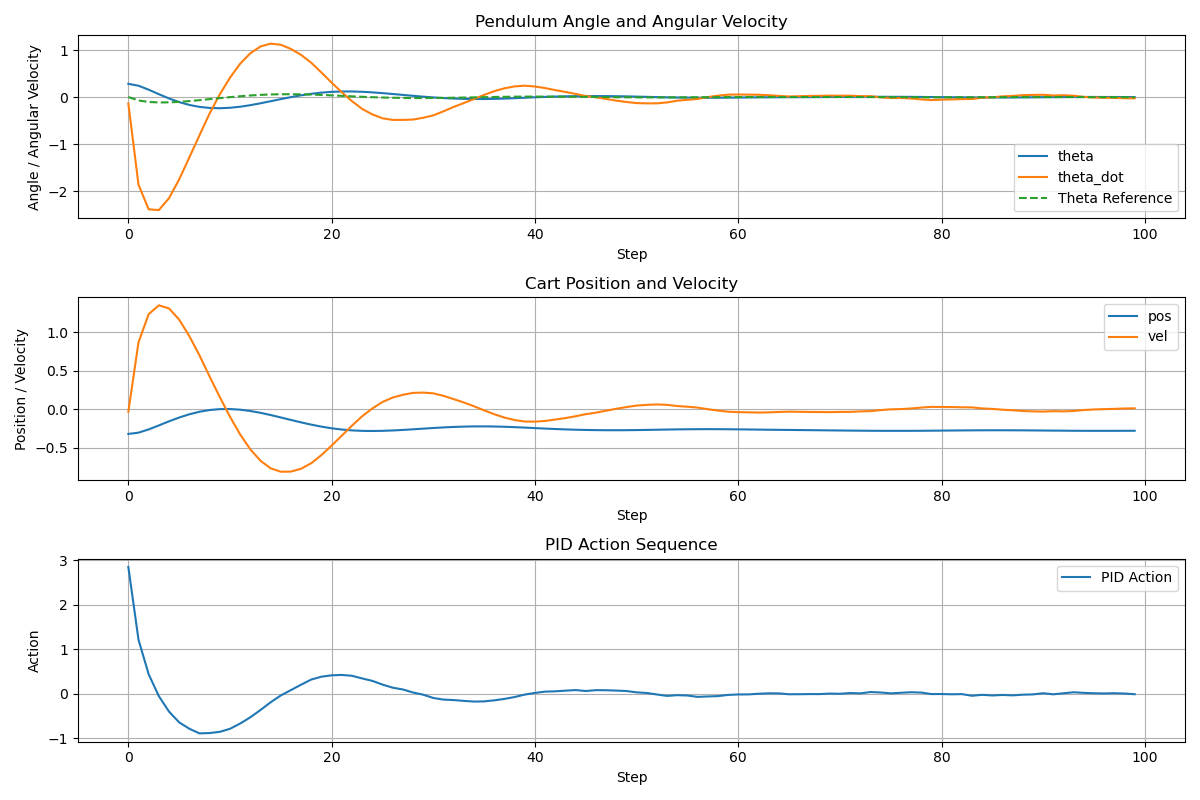 Pendulum Angle and Angular Velocity
Angle / Angular Velocity
1
0
−1
−2
theta
theta_dot
Theta Reference
0 20 40 60 80 100
Step
Cart Position and Velocity
Position / Velocity
1.0
0.5
0.0
−0.5
pos
vel
0 20 40 60 80 100
Step
PID Action Sequence
Action
3
2
1
0
−1
PID Action
0 20 40 60 80 100
Step